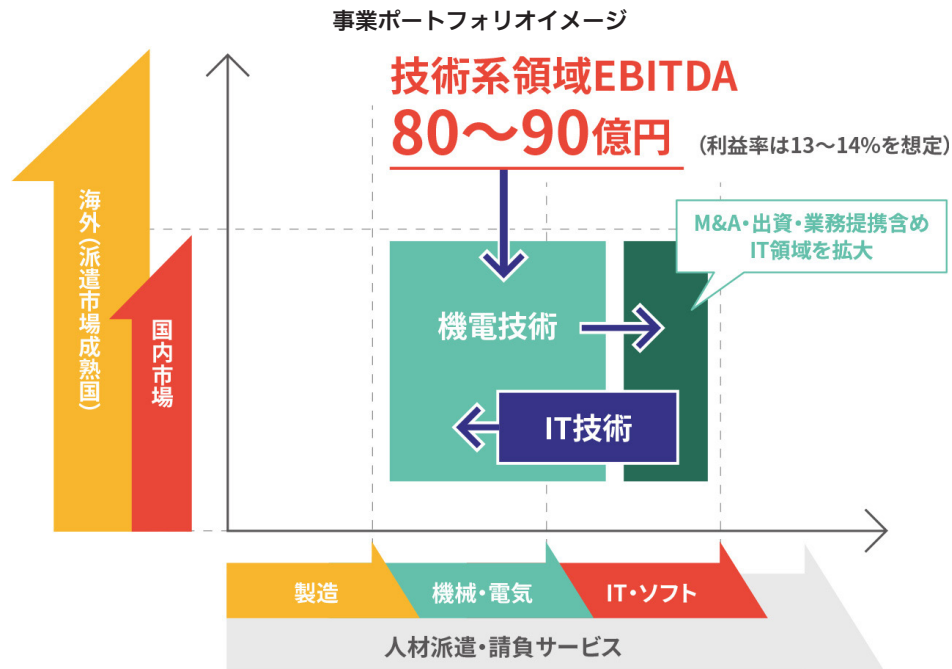 事業ポートフォリオイメージ
技術系領域EBITDA
80〜90億円
(利益率は13〜14%を想定)
海外(派遣市場成熟国)
国内市場
M&A・出資・業務提携含め
IT領域を拡大
機電技術
IT技術
製造
機械・電気
IT・ソフト
人材派遣・請負サービス